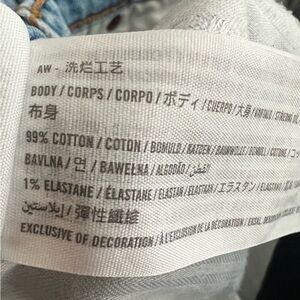 AW - 洗烂工艺
BODY / CORPS / CORPO / ボディ / CUERPO / 大身 /
布身
99% COTTON / COTON / BOMULD / KATOEN / BAUMWOLLE /
BAVLNA / 면 / BAWEŁNA / ALGODÃO / القطن /
1% ELASTANE / ÉLASTANE / ELASTAN / ELASTAN / エラスタン / ELASTANO /
إيلاستين / 彈性纖維
EXCLUSIVE OF DECORATION / À L'EXCLUSION DE LA DÉCORATION /